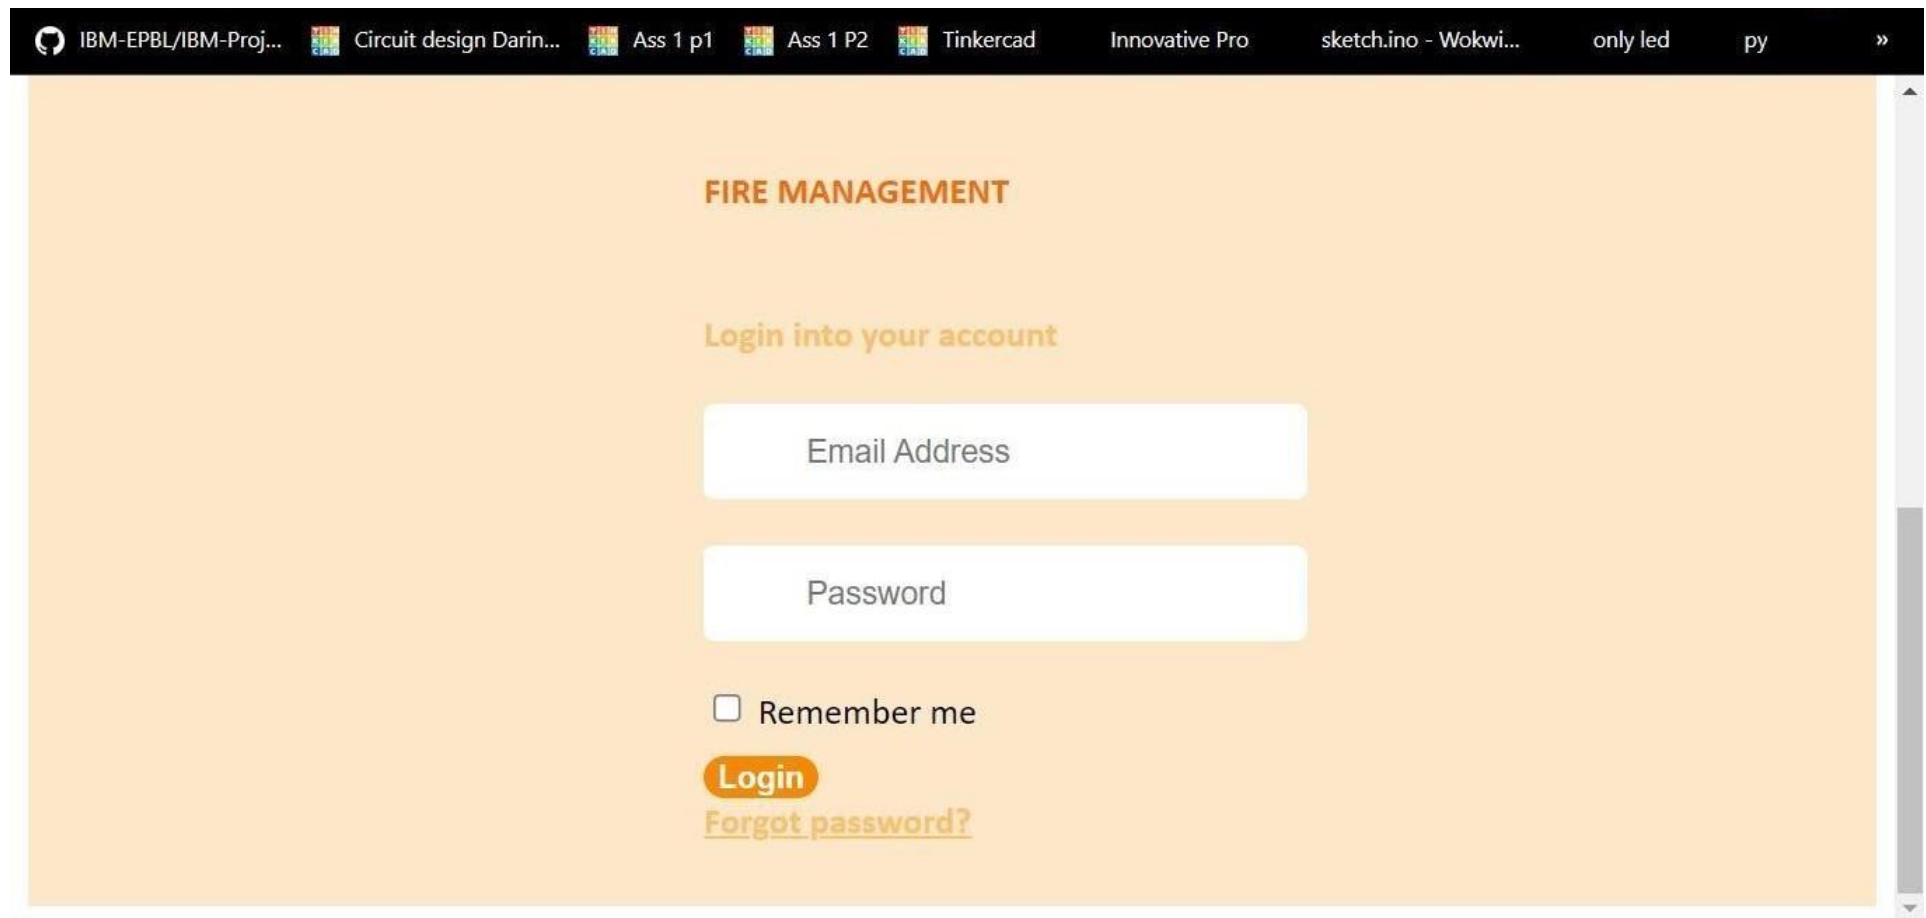 IBM-EPBL/IBM-Proj... Circuit design Darin... Ass 1 p1 Ass 1 P2 Tinkercad Innovative Pro sketch.ino - Wokwi... only led py »
FIRE MANAGEMENT
Login into your account
Email Address
Password
Remember me
Login
Forgot password?